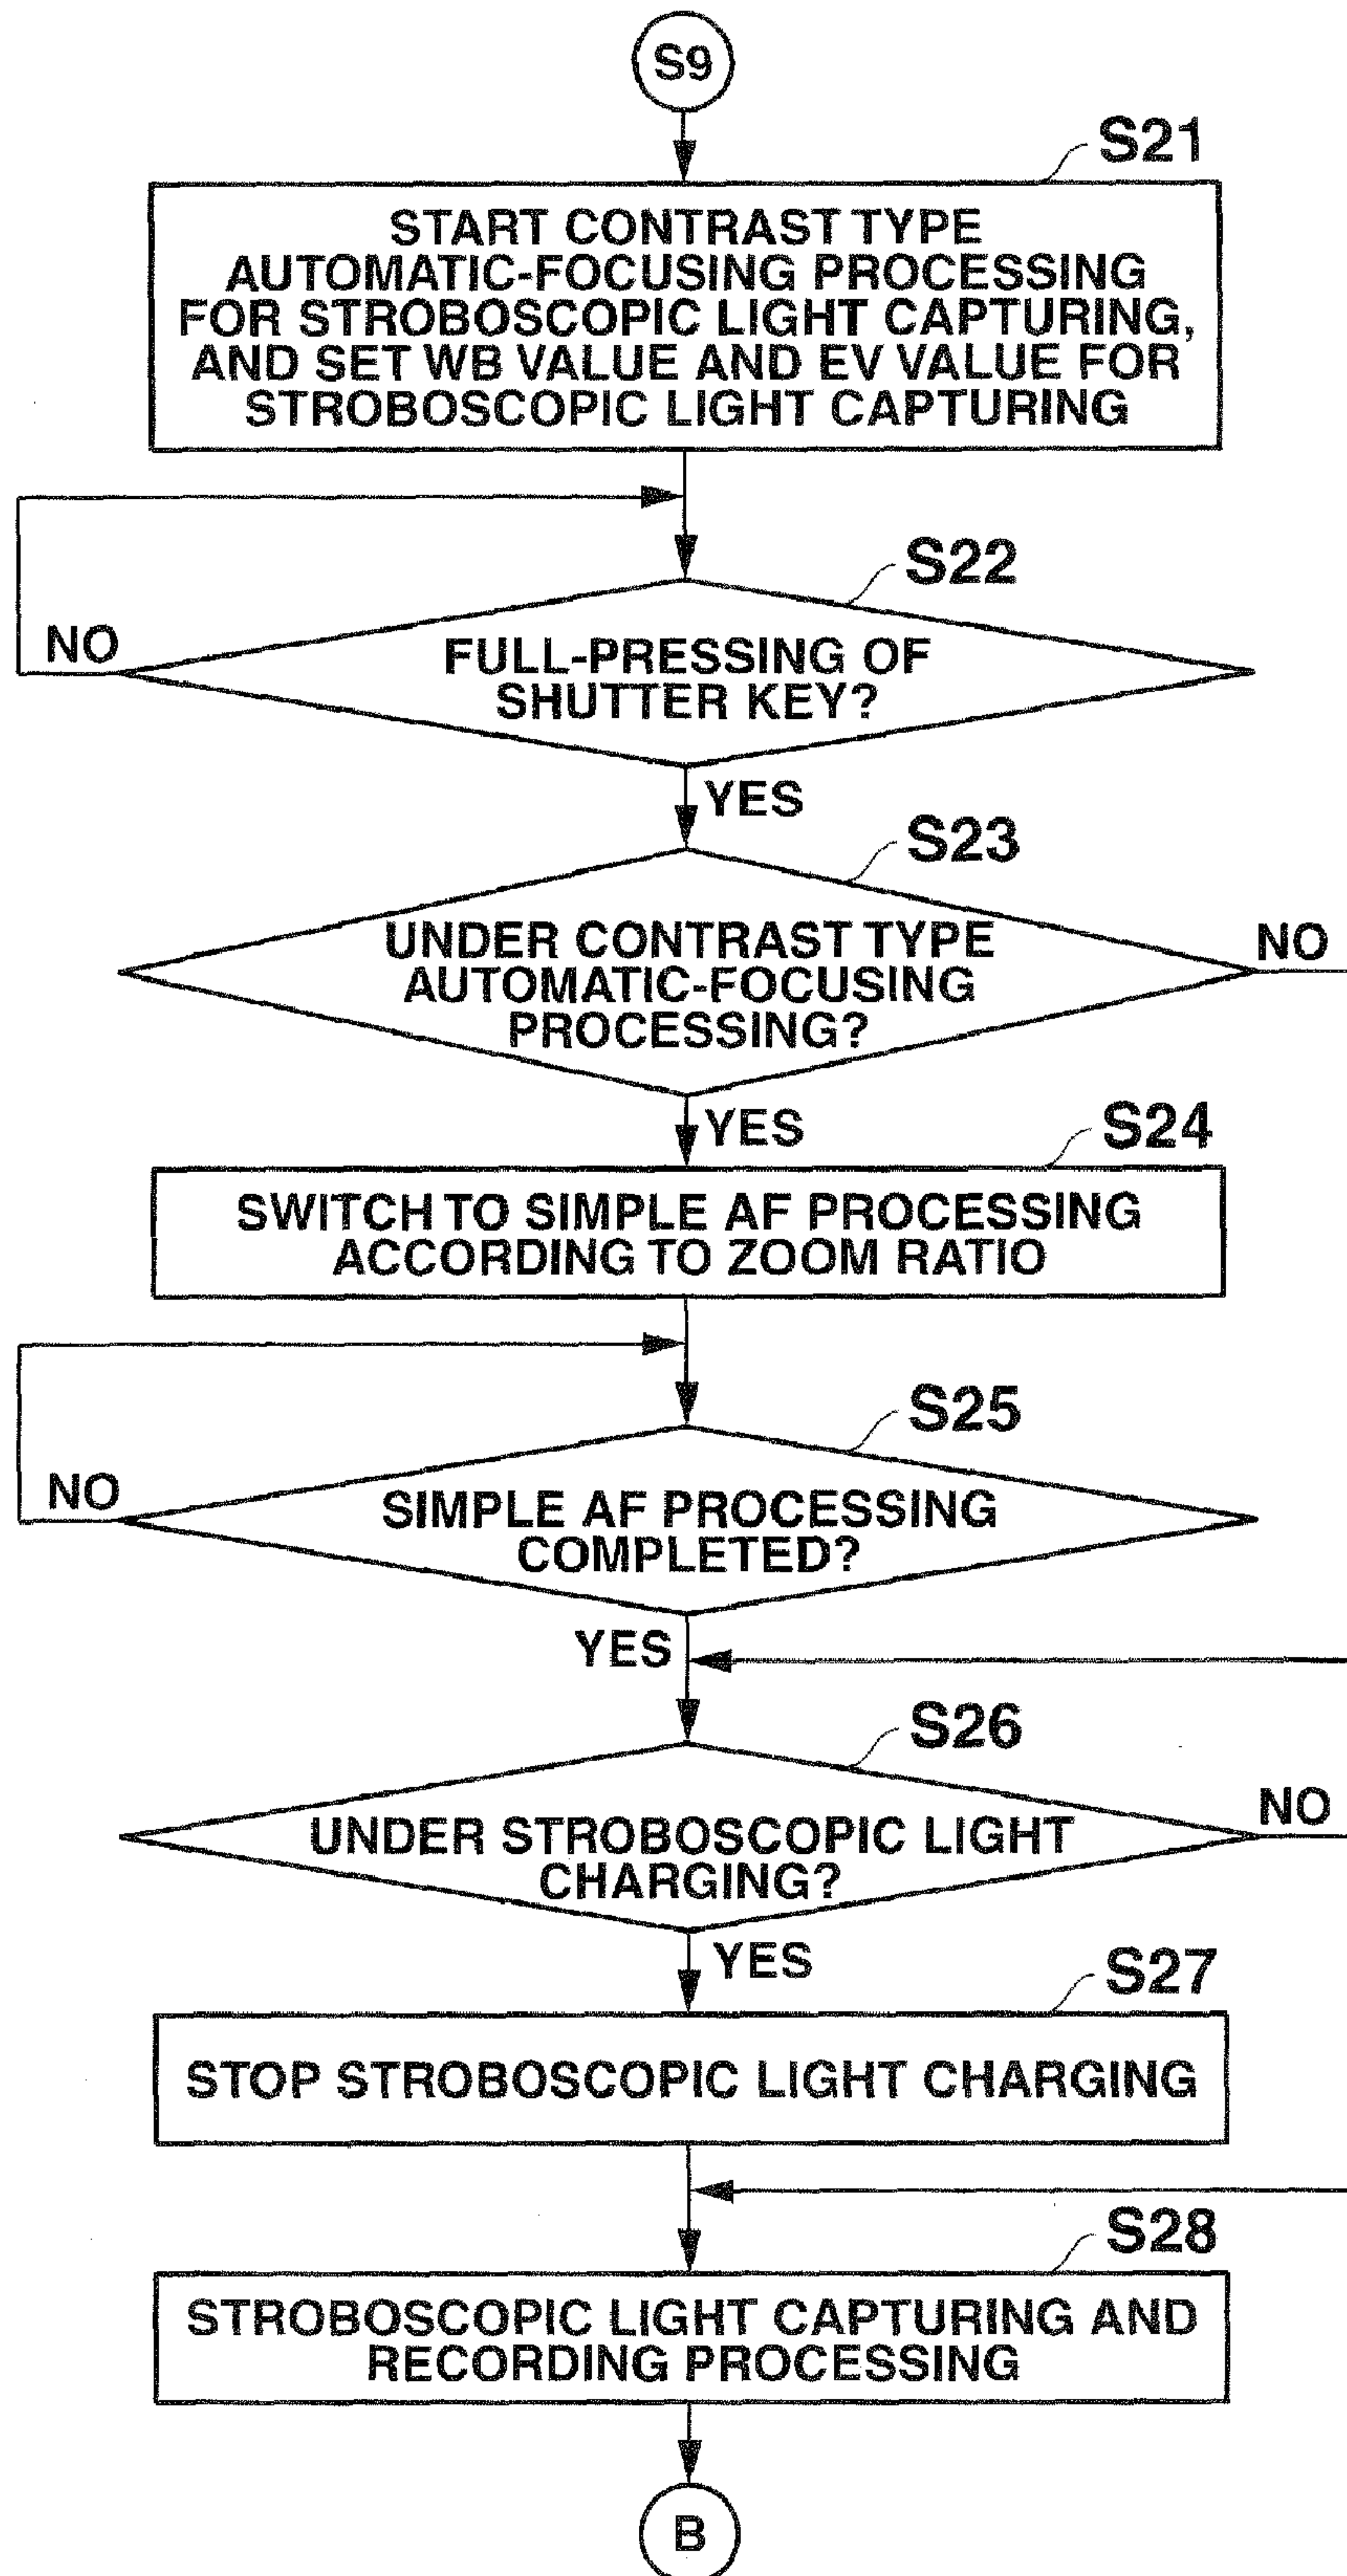 S9
S21
START CONTRAST TYPE
AUTOMATIC-FOCUSING PROCESSING
FOR STROBOSCOPIC LIGHT CAPTURING,
AND SET WB VALUE AND EV VALUE FOR
STROBOSCOPIC LIGHT CAPTURING
S22
NO
FULL-PRESSING OF
SHUTTER KEY?
YES
S23
UNDER CONTRAST TYPE
AUTOMATIC-FOCUSING
PROCESSING?
NO
YES
S24
SWITCH TO SIMPLE AF PROCESSING
ACCORDING TO ZOOM RATIO
S25
NO
SIMPLE AF PROCESSING
COMPLETED?
YES
S26
UNDER STROBOSCOPIC LIGHT
CHARGING?
NO
YES
S27
STOP STROBOSCOPIC LIGHT CHARGING
S28
STROBOSCOPIC LIGHT CAPTURING AND
RECORDING PROCESSING
B